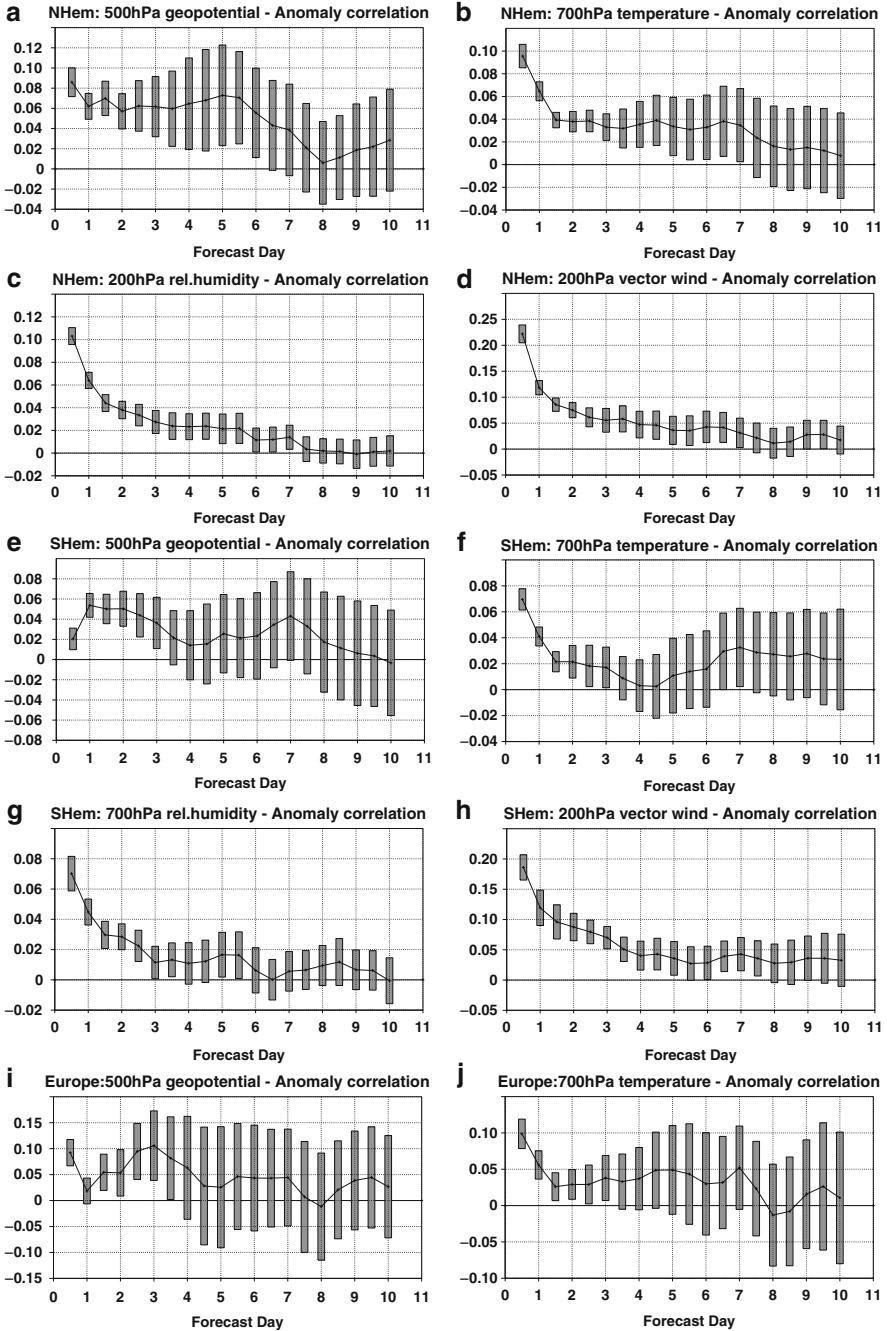 a NHem: 500hPa geopotential - Anomaly correlation
0.12
0.10
0.08
0.06
0.04
0.02
0
−0.02
−0.04
0 1 2 3 4 5 6 7 8 9 10 11
Forecast Day
b NHem: 700hPa temperature - Anomaly correlation
0.10
0.08
0.06
0.04
0.02
0
−0.02
−0.04
0 1 2 3 4 5 6 7 8 9 10 11
Forecast Day
c NHem: 200hPa rel.humidity - Anomaly correlation
0.12
0.10
0.08
0.06
0.04
0.02
0
−0.02
0 1 2 3 4 5 6 7 8 9 10 11
Forecast Day
d NHem: 200hPa vector wind - Anomaly correlation
0.25
0.20
0.15
0.10
0.05
0
−0.05
0 1 2 3 4 5 6 7 8 9 10 11
Forecast Day
e SHem: 500hPa geopotential - Anomaly correlation
0.08
0.06
0.04
0.02
0
−0.02
−0.04
−0.06
−0.08
0 1 2 3 4 5 6 7 8 9 10 11
Forecast Day
f SHem: 700hPa temperature - Anomaly correlation
0.08
0.06
0.04
0.02
0
−0.02
−0.04
0 1 2 3 4 5 6 7 8 9 10 11
Forecast Day
g SHem: 700hPa rel.humidity - Anomaly correlation
0.08
0.06
0.04
0.02
0
−0.02
0 1 2 3 4 5 6 7 8 9 10 11
Forecast Day
h SHem: 200hPa vector wind - Anomaly correlation
0.20
0.15
0.10
0.05
0
−0.05
0 1 2 3 4 5 6 7 8 9 10 11
Forecast Day
i Europe:500hPa geopotential - Anomaly correlation
0.15
0.10
0.05
0
−0.05
−0.10
−0.15
0 1 2 3 4 5 6 7 8 9 10 11
Forecast Day
j Europe:700hPa temperature - Anomaly correlation
0.10
0.05
0
−0.05
−0.10
0 1 2 3 4 5 6 7 8 9 10 11
Forecast Day